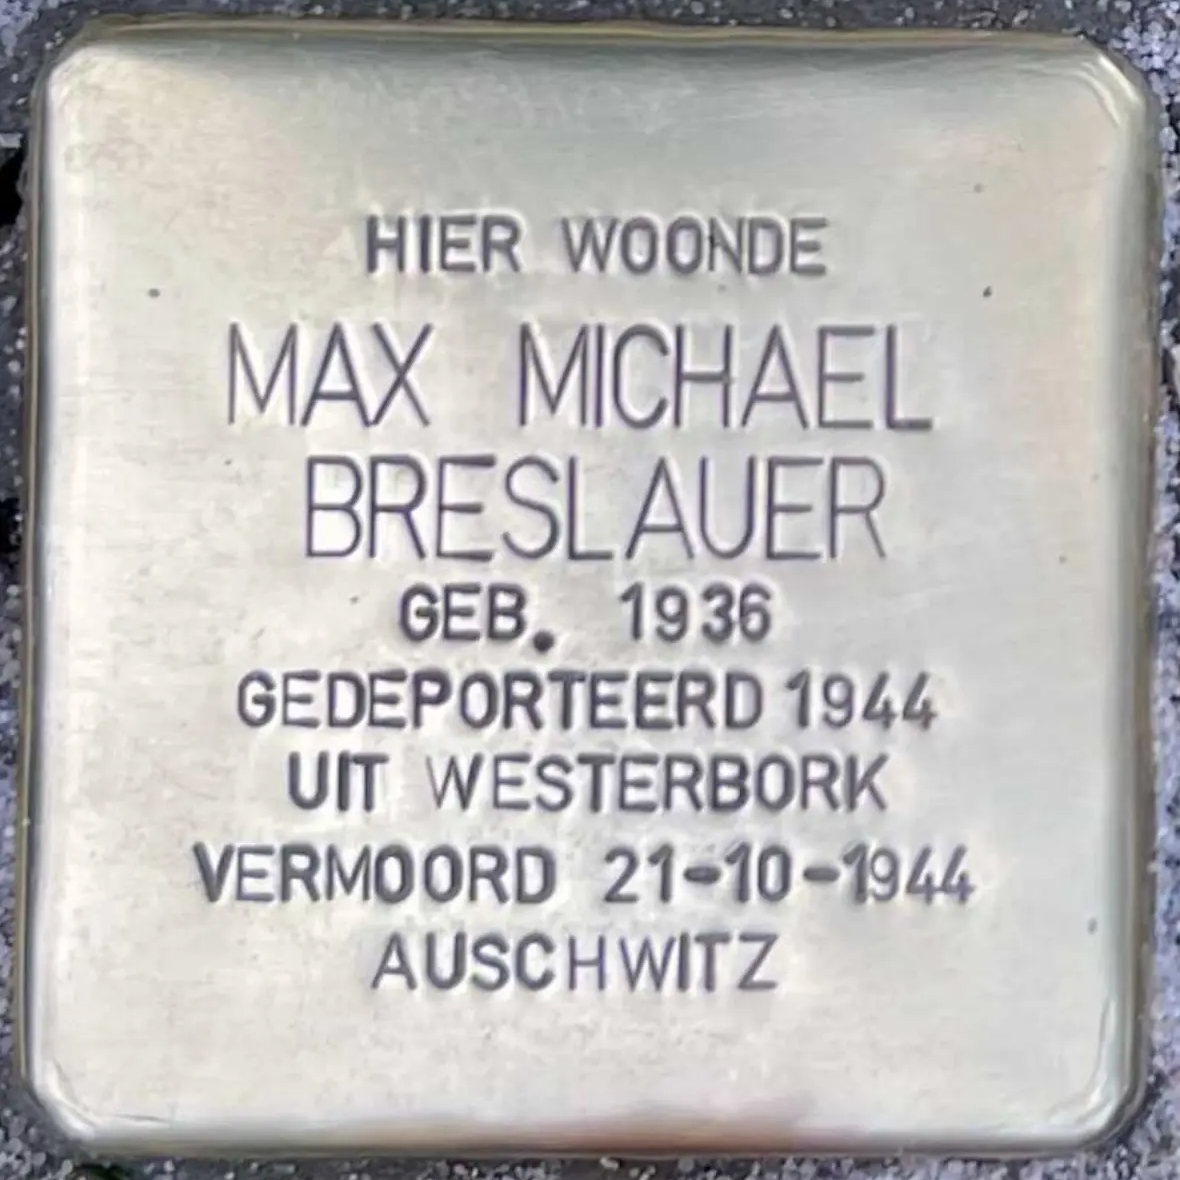 HIER WOONDE
MAX MICHAEL
BRESLAUER
GEB. 1936
GEDEPORTEERD 1944
UIT WESTERBORK
VERMOORD 21-10-1944
AUSCHWITZ